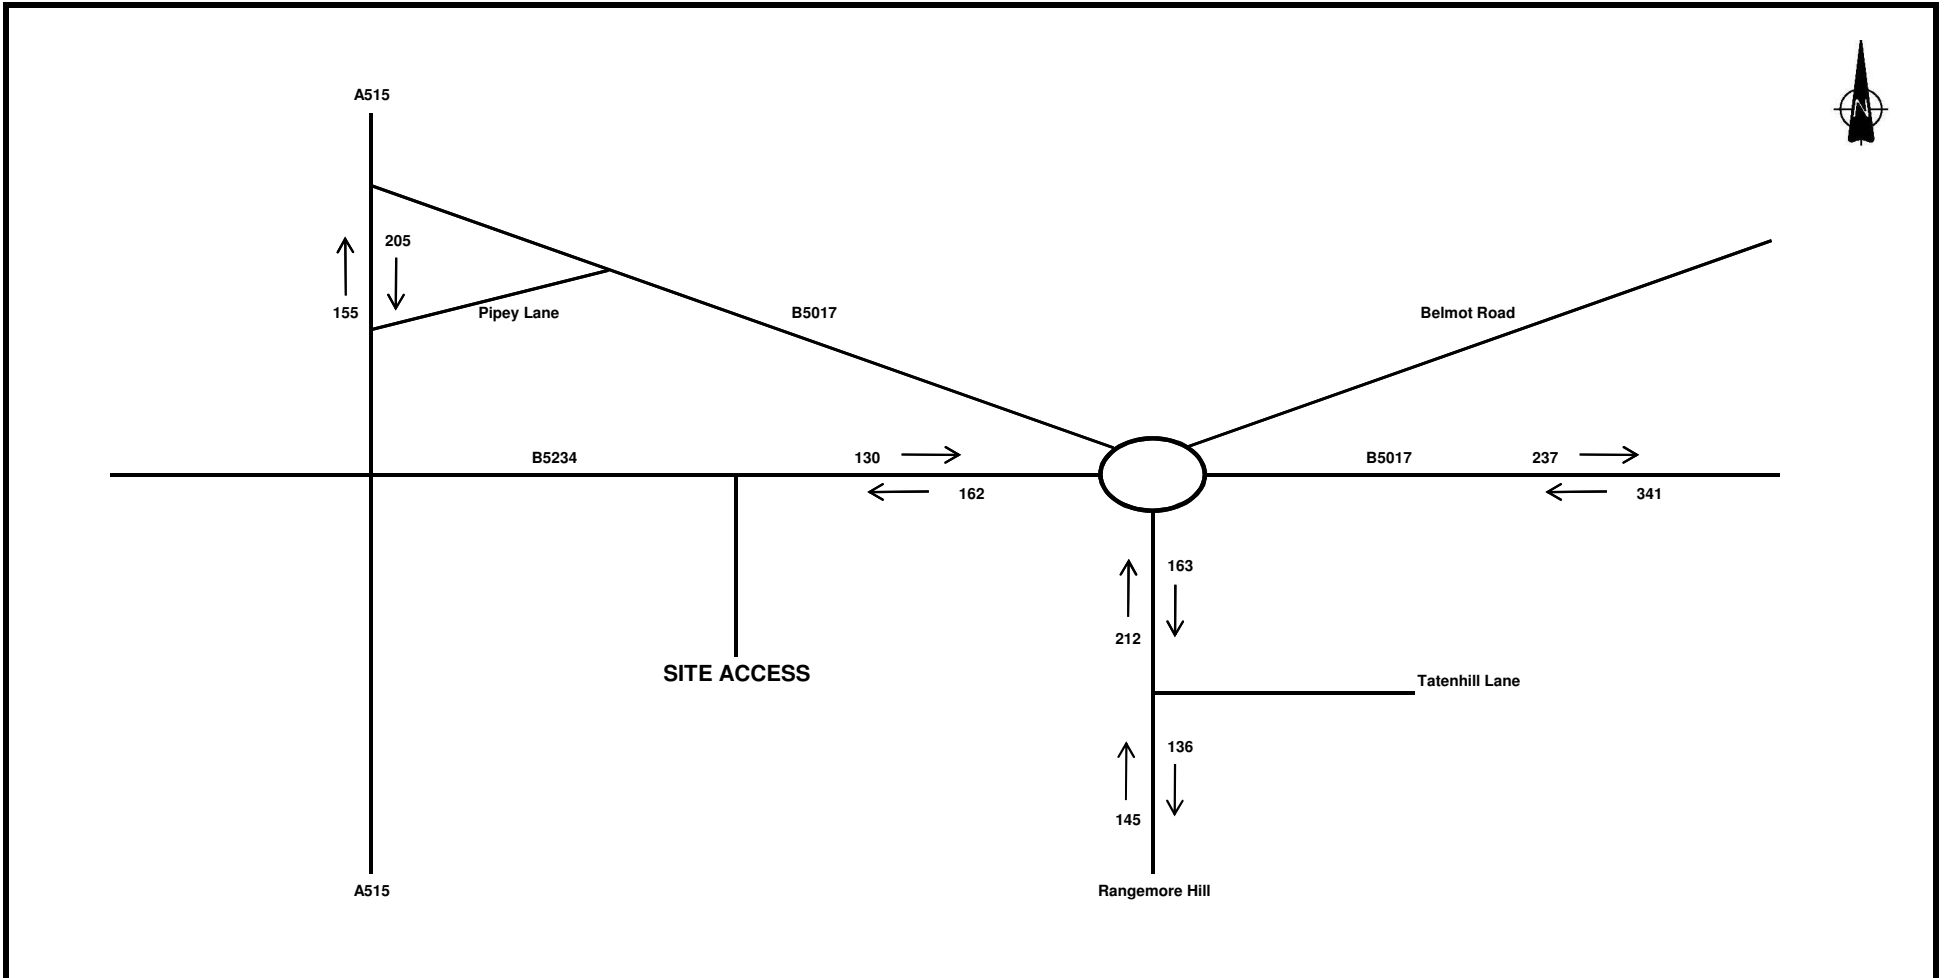 A515
N
205
155
Pipey Lane
B5017
Belmot Road
B5234
130
162
B5017
237
341
163
212
SITE ACCESS
Tatenhill Lane
136
145
A515
Rangemore Hill